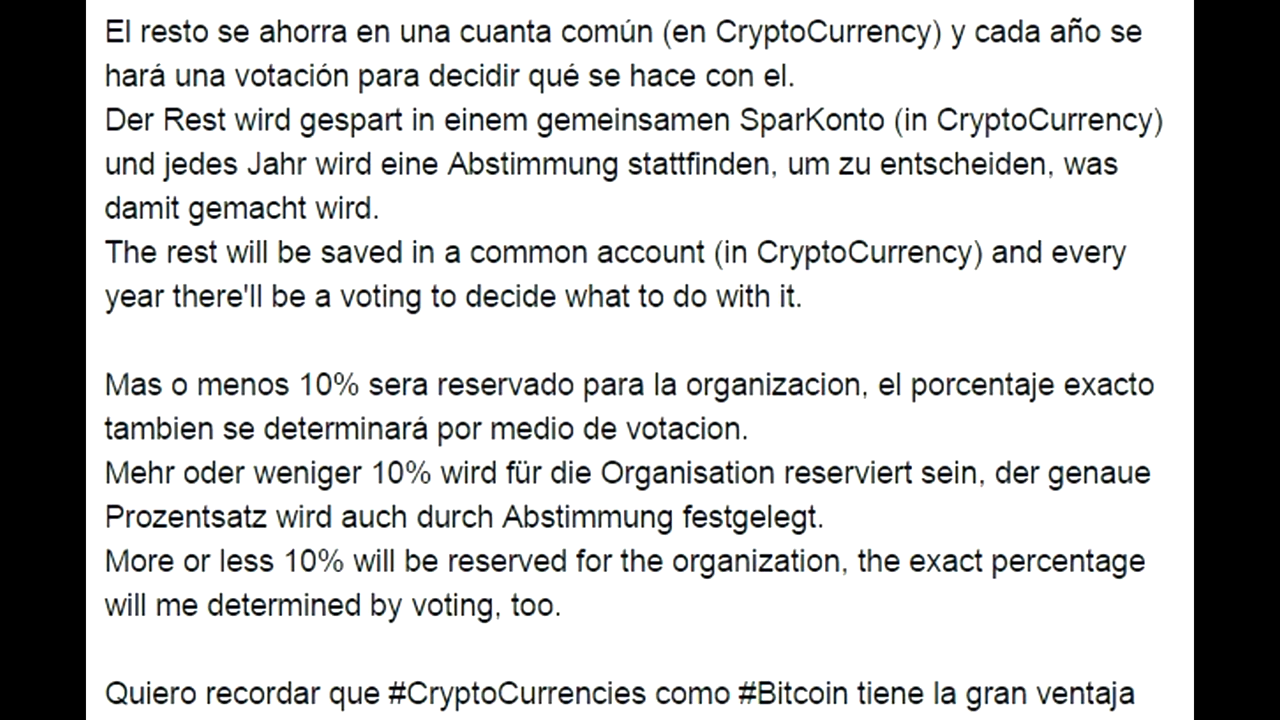 El resto se ahorra en una cuanta común (en CryptoCurrency) y cada año se
hará una votación para decidir qué se hace con el.
Der Rest wird gespart in einem gemeinsamen SparKonto (in CryptoCurrency)
und jedes Jahr wird eine Abstimmung stattfinden, um zu entscheiden, was
damit gemacht wird.
The rest will be saved in a common account (in CryptoCurrency) and every
year there'll be a voting to decide what to do with it.
Mas o menos 10% sera reservado para la organizacion, el porcentaje exacto
tambien se determinará por medio de votacion.
Mehr oder weniger 10% wird für die Organisation reserviert sein, der genaue
Prozentsatz wird auch durch Abstimmung festgelegt.
More or less 10% will be reserved for the organization, the exact percentage
will me determined by voting, too.
Quiero recordar que #CryptoCurrencies como #Bitcoin tiene la gran ventaja